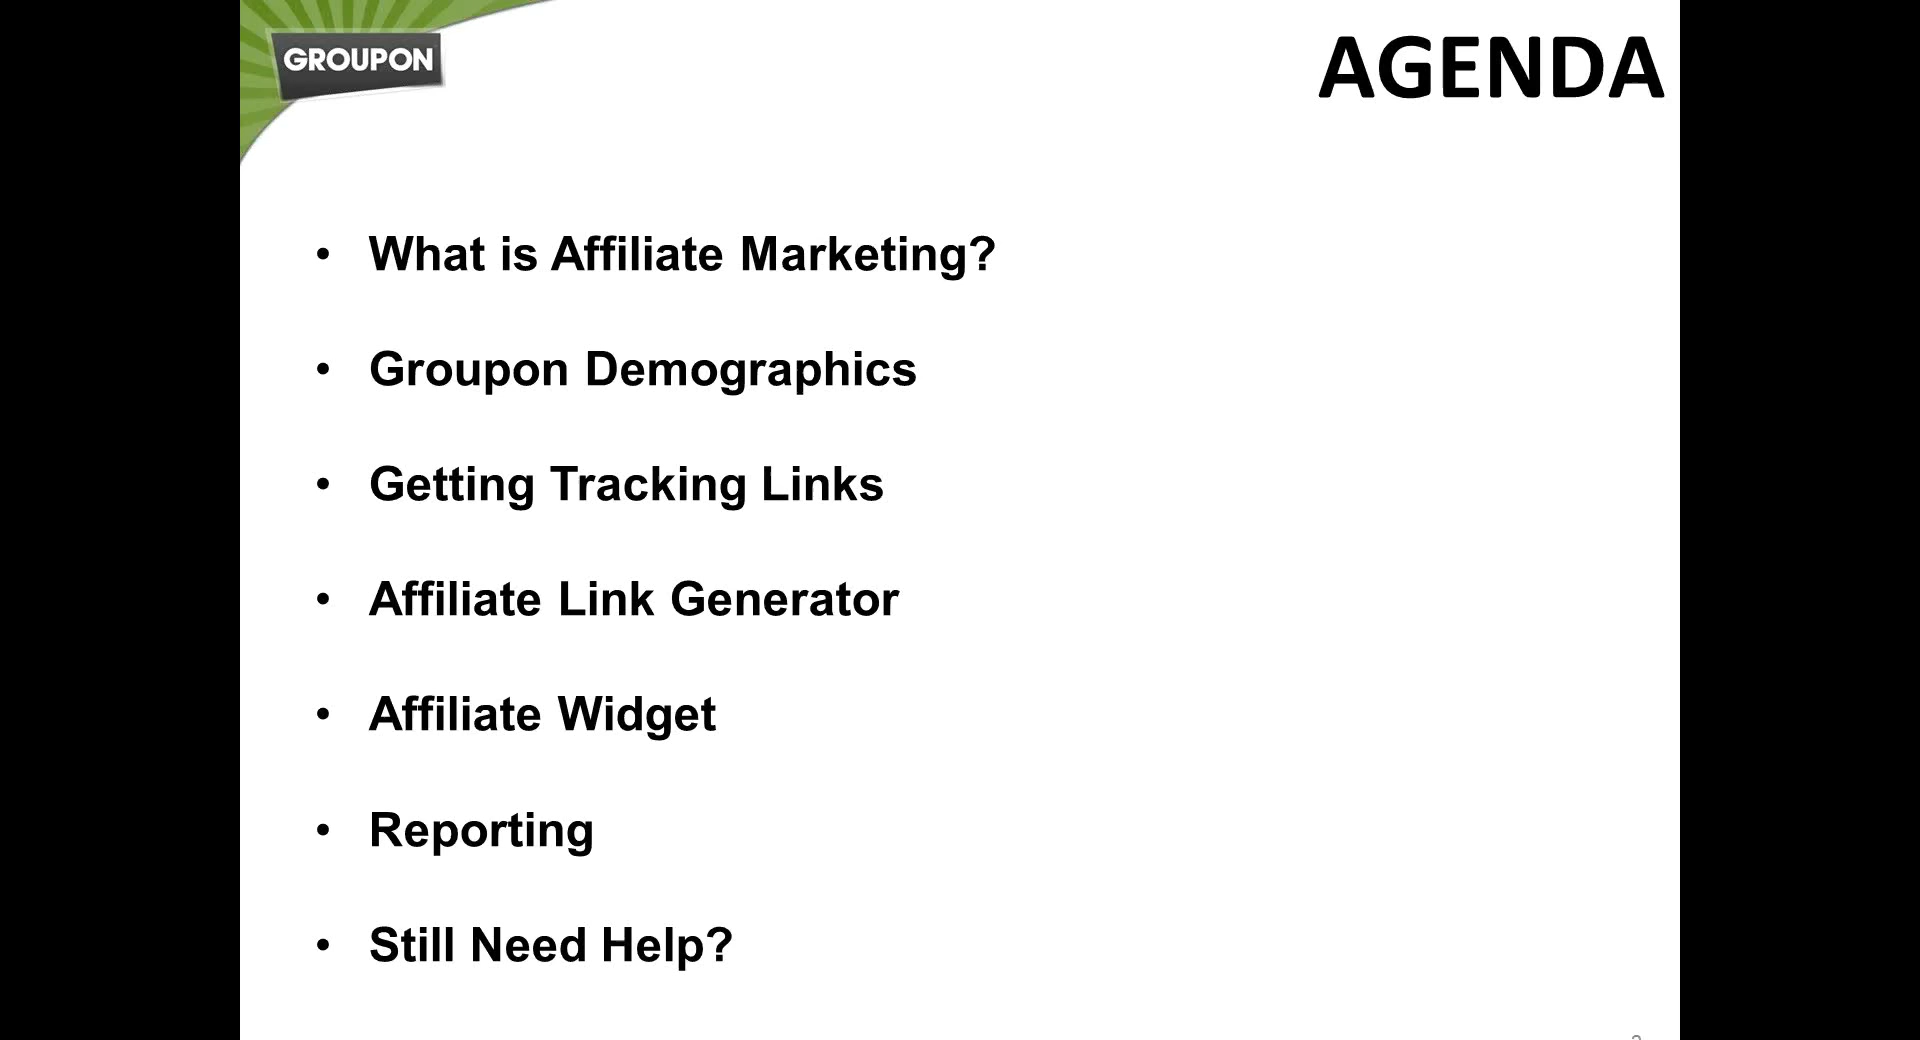 GROUPON
AGENDA
• What is Affiliate Marketing?
• Groupon Demographics
• Getting Tracking Links
• Affiliate Link Generator
• Affiliate Widget
• Reporting
• Still Need Help?